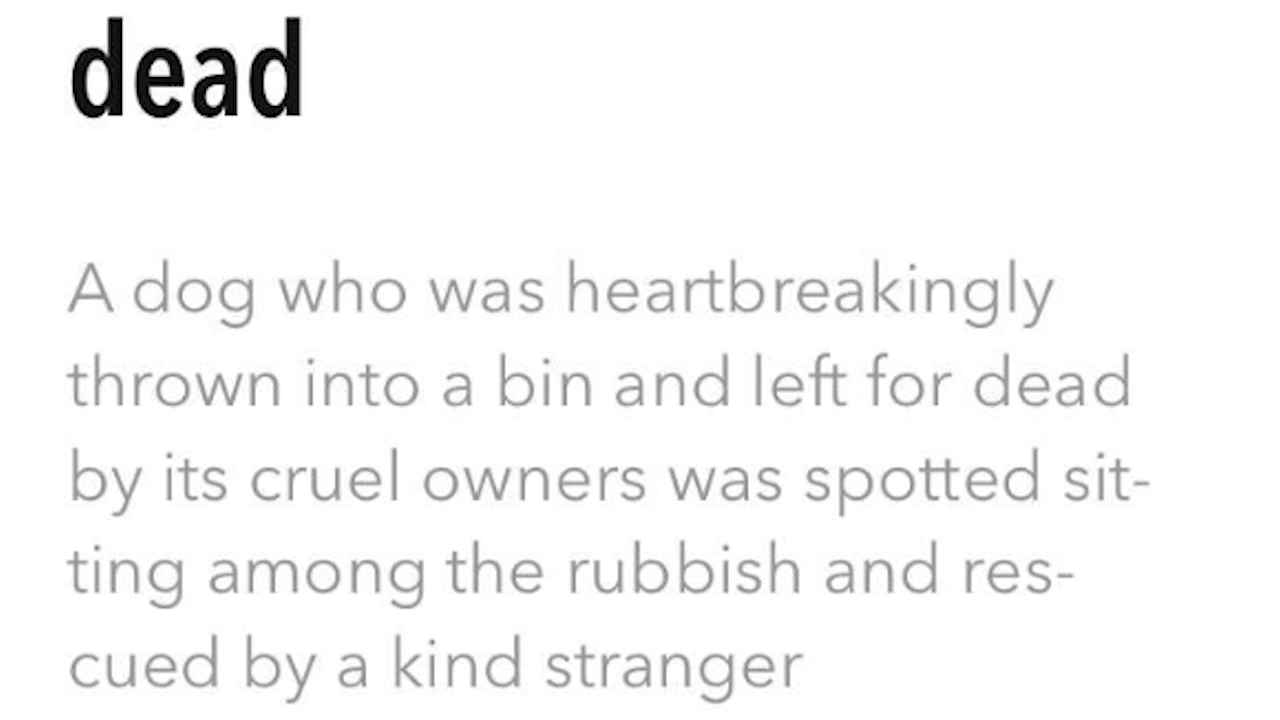 dead
A dog who was heartbreakingly
thrown into a bin and left for dead
by its cruel owners was spotted sit-
ting among the rubbish and res-
cued by a kind stranger